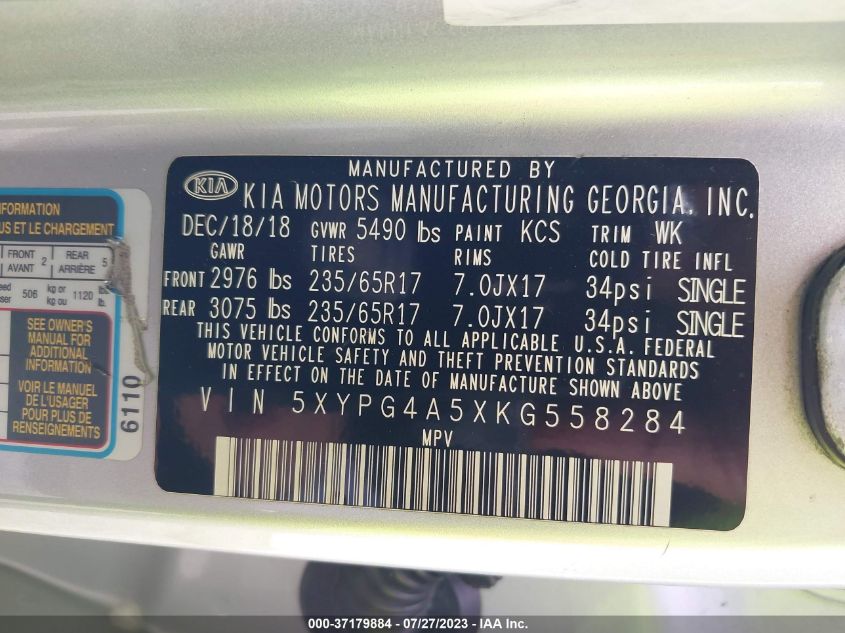 NFORMATION
US ET LE CHARGEMENT
FRONT AVANT 2 REAR ARRIÈRE 5
506 kg or kg ou 1120 lb.
SEE OWNER'S
MANUAL FOR
ADDITIONAL
INFORMATION
VOIR LE MANUEL
DE L'USAGER
POUR PLUS DE
RENSEIGNEMENTS
6110
MANUFACTURED BY
KIA KIA MOTORS MANUFACTURING GEORGIA, INC.
DEC/18/18 GVWR 5490 lbs PAINT KCS TRIM WK
GAWR TIRES RIMS COLD TIRE INFL
FRONT 2976 lbs 235/65R17 7.0JX17 34psi SINGLE
REAR 3075 lbs 235/65R17 7.0JX17 34psi SINGLE
THIS VEHICLE CONFORMS TO ALL APPLICABLE U.S.A. FEDERAL
MOTOR VEHICLE SAFETY AND THEFT PREVENTION STANDARDS
IN EFFECT ON THE DATE OF MANUFACTURE SHOWN ABOVE
VIN 5XYPG4A5XKG558284
MPV
000-37179884 - 07/27/2023 - IAA Inc.